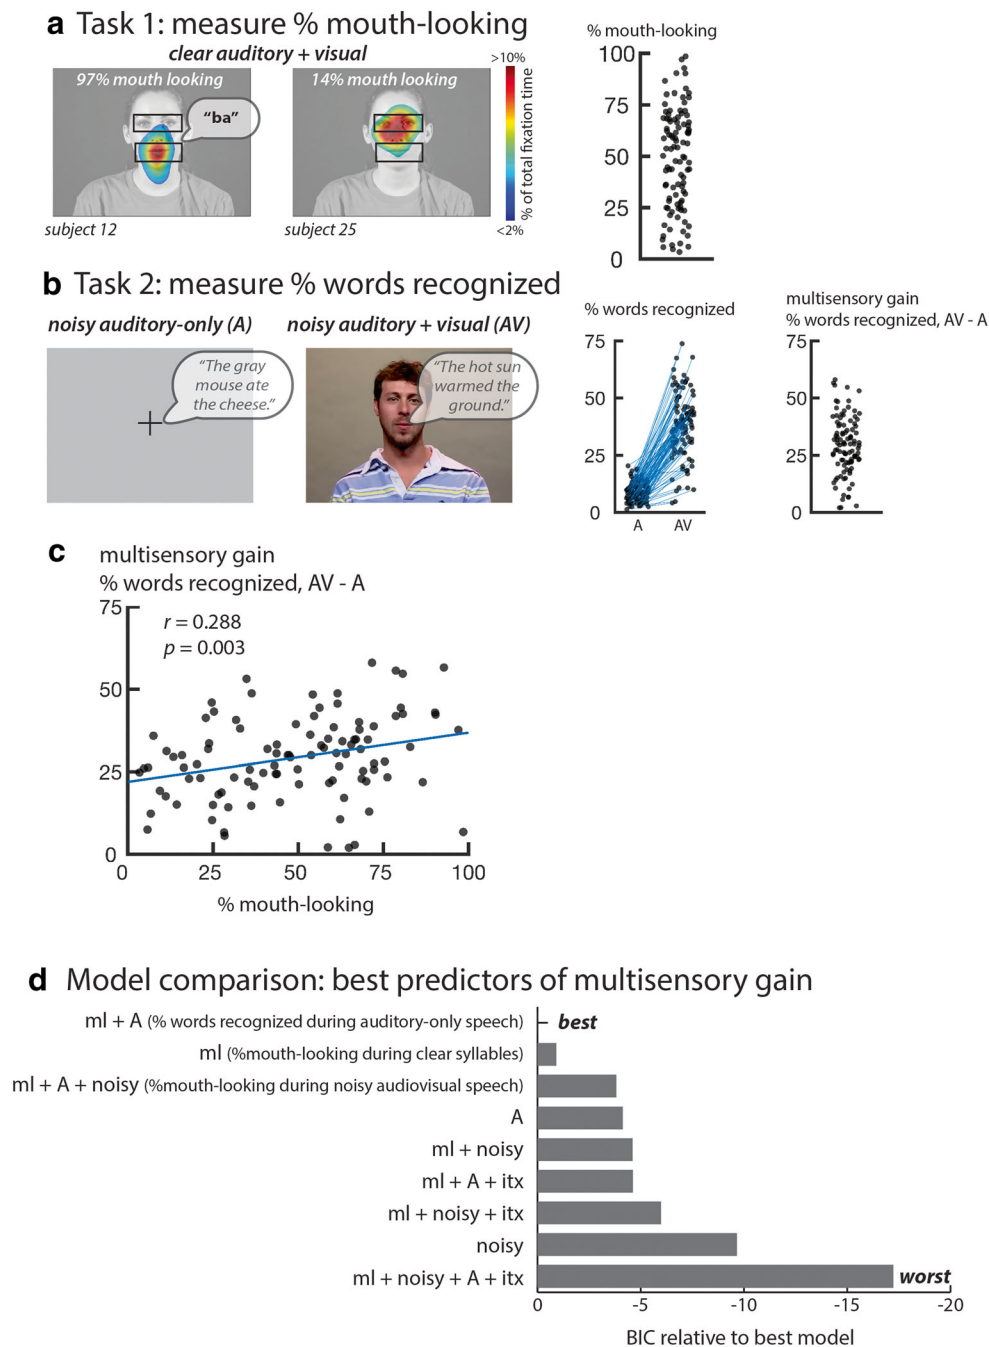 a Task 1: measure % mouth-looking
clear auditory + visual
97% mouth looking
"ba"
subject 12
14% mouth looking
subject 25
>10%
% of total fixation time
<2%
% mouth-looking
100
75
50
25
0
b Task 2: measure % words recognized
noisy auditory-only (A)
"The gray
mouse ate
the cheese."
noisy auditory + visual (AV)
"The hot sun
warmed the
ground."
% words recognized
75
50
25
0
A AV
multisensory gain
% words recognized, AV - A
75
50
25
0
c multisensory gain
% words recognized, AV - A
r = 0.288
p = 0.003
75
50
25
0
0 25 50 75 100
% mouth-looking
d Model comparison: best predictors of multisensory gain
ml + A (% words recognized during auditory-only speech) best
ml (%mouth-looking during clear syllables)
ml + A + noisy (%mouth-looking during noisy audiovisual speech)
A
ml + noisy
ml + A + itx
ml + noisy + itx
noisy
ml + noisy + A + itx worst
0 -5 -10 -15 -20
BIC relative to best model